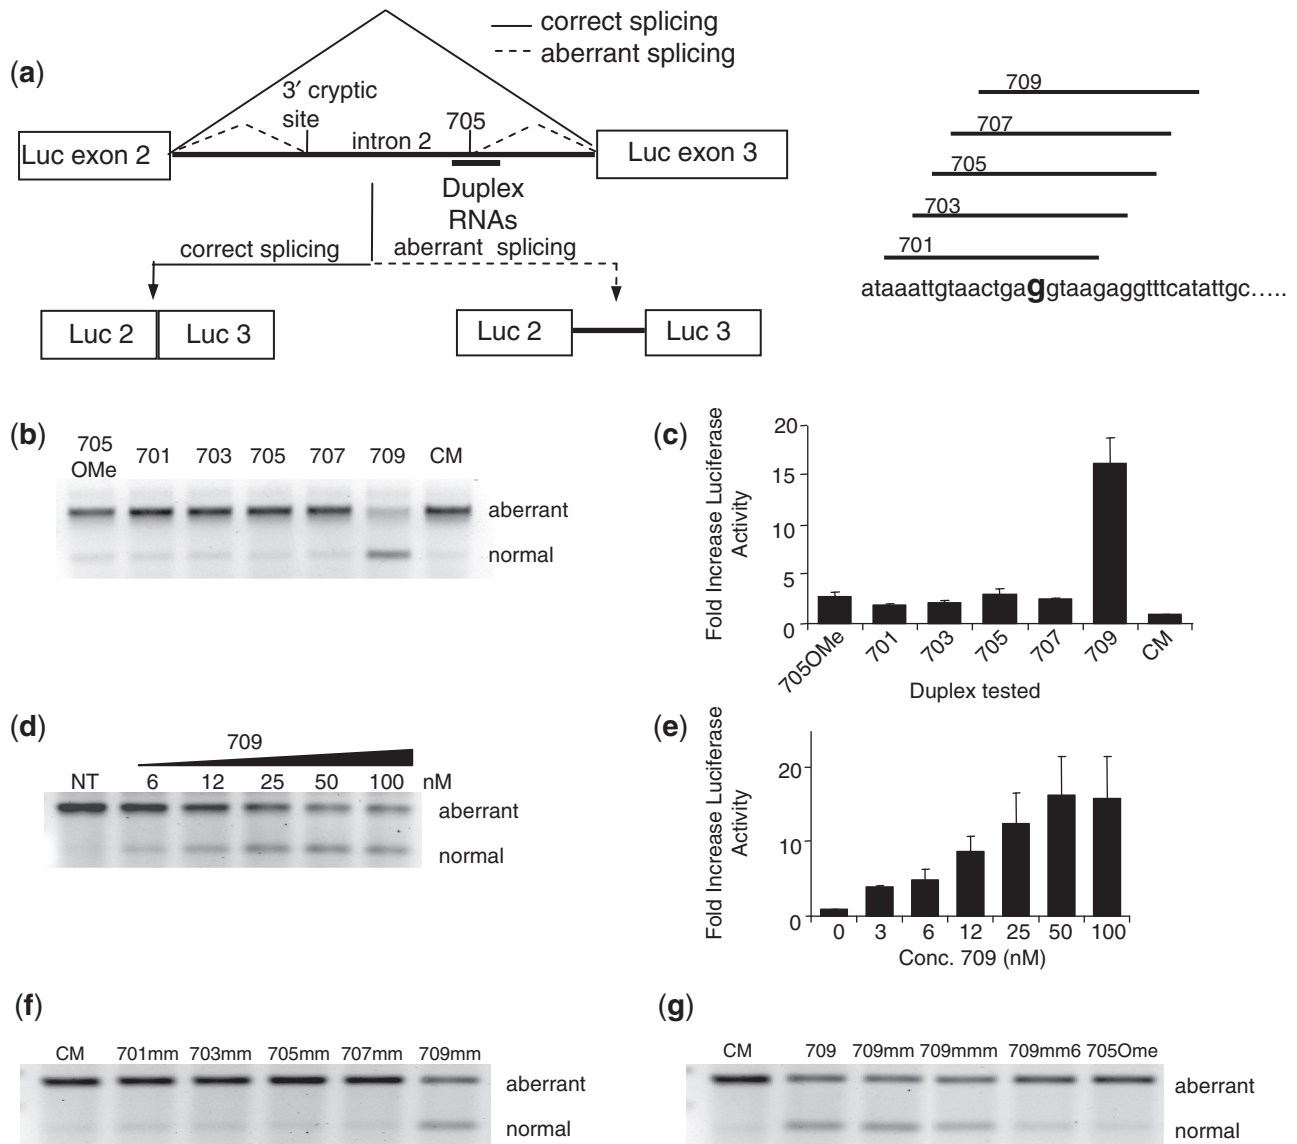 (a)
correct splicing
aberrant splicing
3′ cryptic
site
705
intron 2
Luc exon 2
Luc exon 3
Duplex
RNAs
correct splicing
aberrant splicing
Luc 2
Luc 3
Luc 2
Luc 3
709
707
705
703
701
ataaattgtaactgaggtaagaggtttcatattgc.....
(b)
705
OMe
701
703
705
707
709
CM
aberrant
normal
(c)
Fold Increase Luciferase
Activity
20
15
10
5
0
705OMe
701
703
705
707
709
CM
Duplex tested
(d)
709
NT
6
12
25
50
100
nM
aberrant
normal
(e)
Fold Increase Luciferase
Activity
20
10
0
0
3
6
12
25
50
100
Conc. 709 (nM)
(f)
CM
701mm
703mm
705mm
707mm
709mm
aberrant
normal
(g)
CM
709
709mm
709mmm
709mm6
705Ome
aberrant
normal